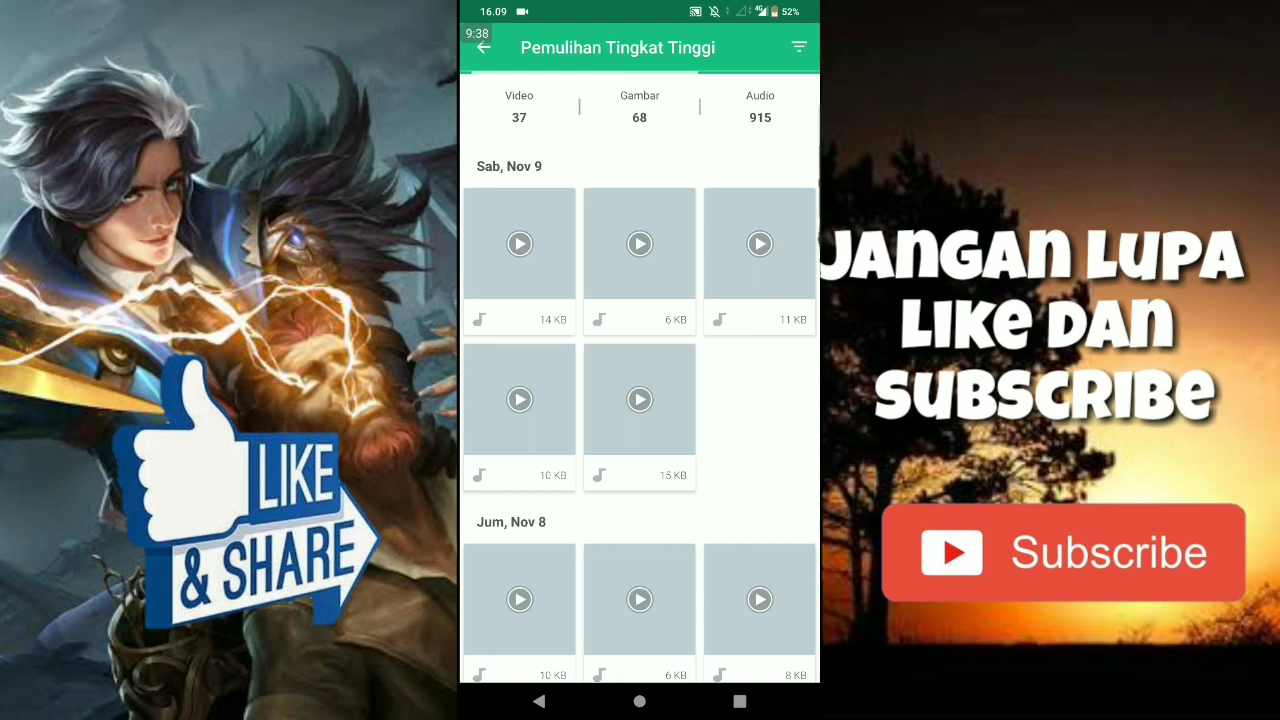 16.09
4G
52%
9:38
Pemulihan Tingkat Tinggi
Video
Gambar
Audio
37
68
915
Sab, Nov 9
14 KB
6 KB
11 KB
10 KB
15 KB
Jum, Nov 8
10 KB
6 KB
8 KB
LIKE
& SHARE
JANGAN LUPA
LIKE DAN
SUBSCRIBE
Subscribe